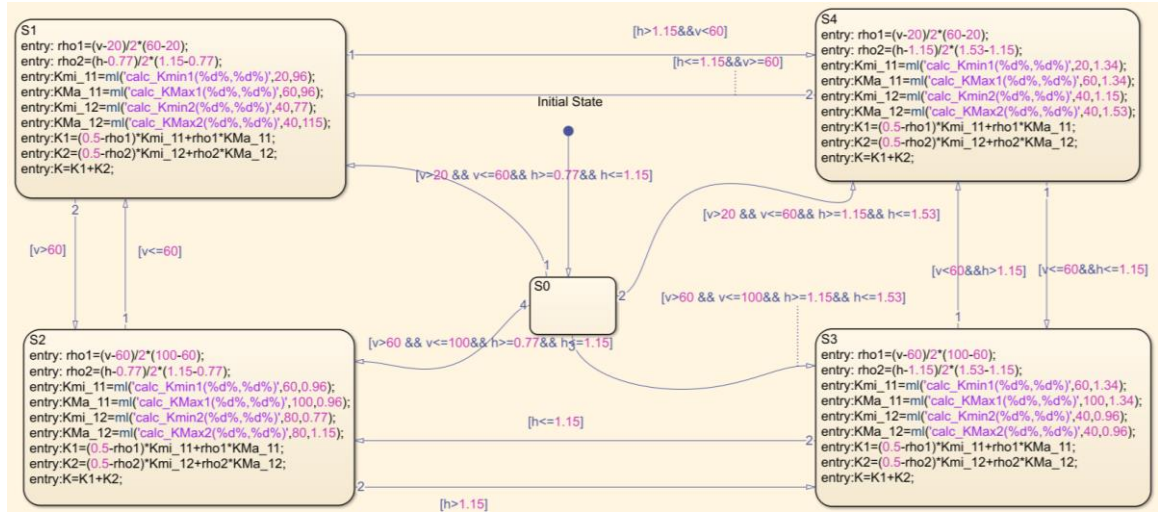 S1
entry: rho1=(v-20)/2*(60-20);
entry: rho2=(h-0.77)/2*(1.15-0.77);
entry:Kmi_11=ml('calc_Kmin1(%d%,%d%)',20,96);
entry:KMa_11=ml('calc_KMax1(%d%,%d%)',60,96);
entry:Kmi_12=ml('calc_Kmin2(%d%,%d%)',40,77);
entry:KMa_12=ml('calc_KMax2(%d%,%d%)',40,115);
entry:K1=(0.5-rho1)*Kmi_11+rho1*KMa_11;
entry:K2=(0.5-rho2)*Kmi_12+rho2*KMa_12;
entry:K=K1+K2;
1
2
[h>1.15&&v<60]
[h<=1.15&&v>=60]
2
S4
entry: rho1=(v-20)/2*(60-20);
entry: rho2=(h-1.15)/2*(1.53-1.15);
entry:Kmi_11=ml('calc_Kmin1(%d%,%d%)',20,1.34);
entry:KMa_11=ml('calc_KMax1(%d%,%d%)',60,1.34);
entry:Kmi_12=ml('calc_Kmin2(%d%,%d%)',40,1.15);
entry:KMa_12=ml('calc_KMax2(%d%,%d%)',40,1.53);
entry:K1=(0.5-rho1)*Kmi_11+rho1*KMa_11;
entry:K2=(0.5-rho2)*Kmi_12+rho2*KMa_12;
entry:K=K1+K2;
1
Initial State
[v>20 && v<=60&& h>=0.77&& h<=1.15]
[v>20 && v<=60&& h>=1.15&& h<=1.53]
[v>60]
[v<=60]
1
S0
1
2
3
4
[v>60 && v<=100&& h>=1.15&& h<=1.53]
[v<60&&h>1.15]
[v<=60&&h<=1.15]
[v>60 && v<=100&& h>=0.77&& h<=1.15]
S2
entry: rho1=(v-60)/2*(100-60);
entry: rho2=(h-0.77)/2*(1.15-0.77);
entry:Kmi_11=ml('calc_Kmin1(%d%,%d%)',60,0.96);
entry:KMa_11=ml('calc_KMax1(%d%,%d%)',100,0.96);
entry:Kmi_12=ml('calc_Kmin2(%d%,%d%)',80,0.77);
entry:KMa_12=ml('calc_KMax2(%d%,%d%)',80,1.15);
entry:K1=(0.5-rho1)*Kmi_11+rho1*KMa_11;
entry:K2=(0.5-rho2)*Kmi_12+rho2*KMa_12;
entry:K=K1+K2;
2
[h<=1.15]
[h>1.15]
1
2
S3
entry: rho1=(v-60)/2*(100-60);
entry: rho2=(h-1.15)/2*(1.53-1.15);
entry:Kmi_11=ml('calc_Kmin1(%d%,%d%)',60,1.34);
entry:KMa_11=ml('calc_KMax1(%d%,%d%)',100,1.34);
entry:Kmi_12=ml('calc_Kmin2(%d%,%d%)',40,0.96);
entry:KMa_12=ml('calc_KMax2(%d%,%d%)',40,0.96);
entry:K1=(0.5-rho1)*Kmi_11+rho1*KMa_11;
entry:K2=(0.5-rho2)*Kmi_12+rho2*KMa_12;
entry:K=K1+K2;